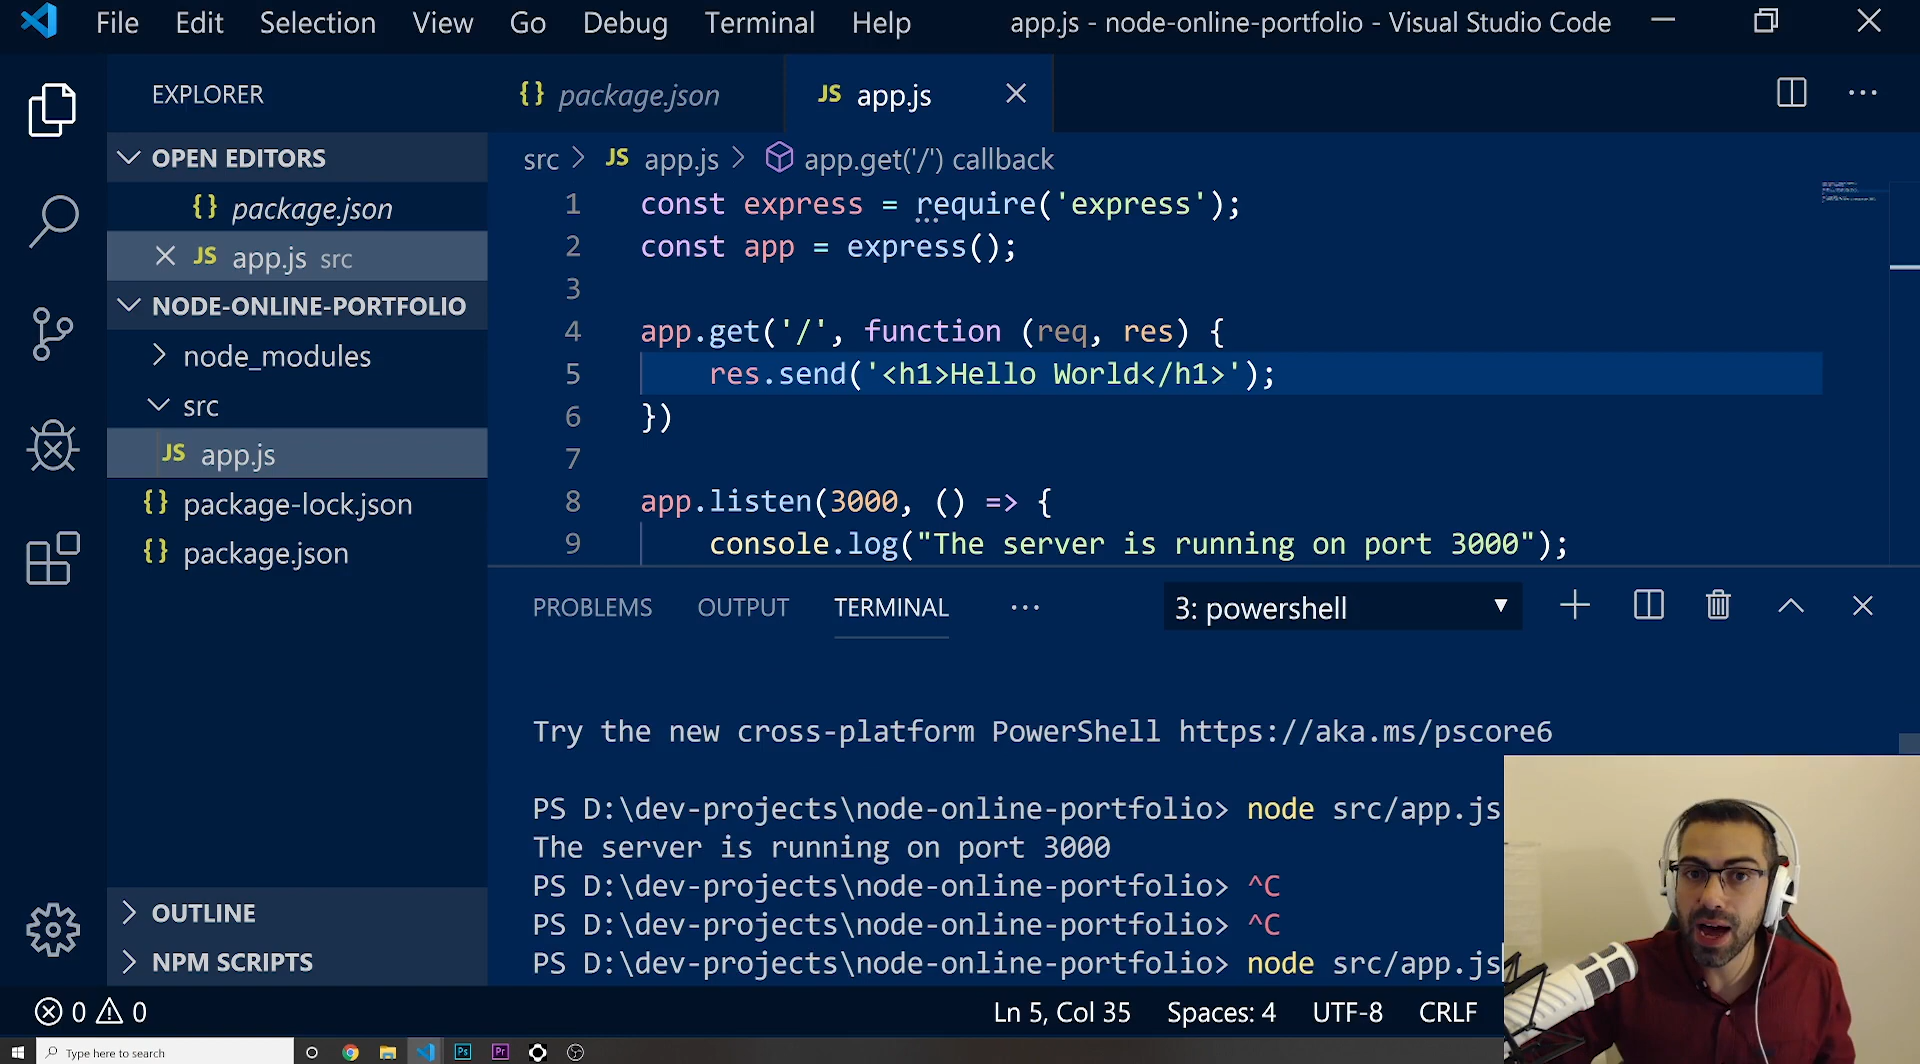 File Edit Selection View Go Debug Terminal Help app.js - node-online-portfolio - Visual Studio Code
EXPLORER
{} package.json
JS app.js
OPEN EDITORS
{} package.json
JS app.js src
NODE-ONLINE-PORTFOLIO
node_modules
src
JS app.js
{} package-lock.json
{} package.json
OUTLINE
NPM SCRIPTS
src > JS app.js > app.get('/') callback
1 const express = require('express');
2 const app = express();
3
4 app.get('/', function (req, res) {
5 res.send('<h1>Hello World</h1>');
6 })
7
8 app.listen(3000, () => {
9 console.log("The server is running on port 3000");
PROBLEMS OUTPUT TERMINAL ... 3: powershell
Try the new cross-platform PowerShell https://aka.ms/pscore6
PS D:\dev-projects\node-online-portfolio> node src/app.js
The server is running on port 3000
PS D:\dev-projects\node-online-portfolio> ^C
PS D:\dev-projects\node-online-portfolio> ^C
PS D:\dev-projects\node-online-portfolio> node src/app.js
0 0 Ln 5, Col 35 Spaces: 4 UTF-8 CRLF
Type here to search Ps Pr